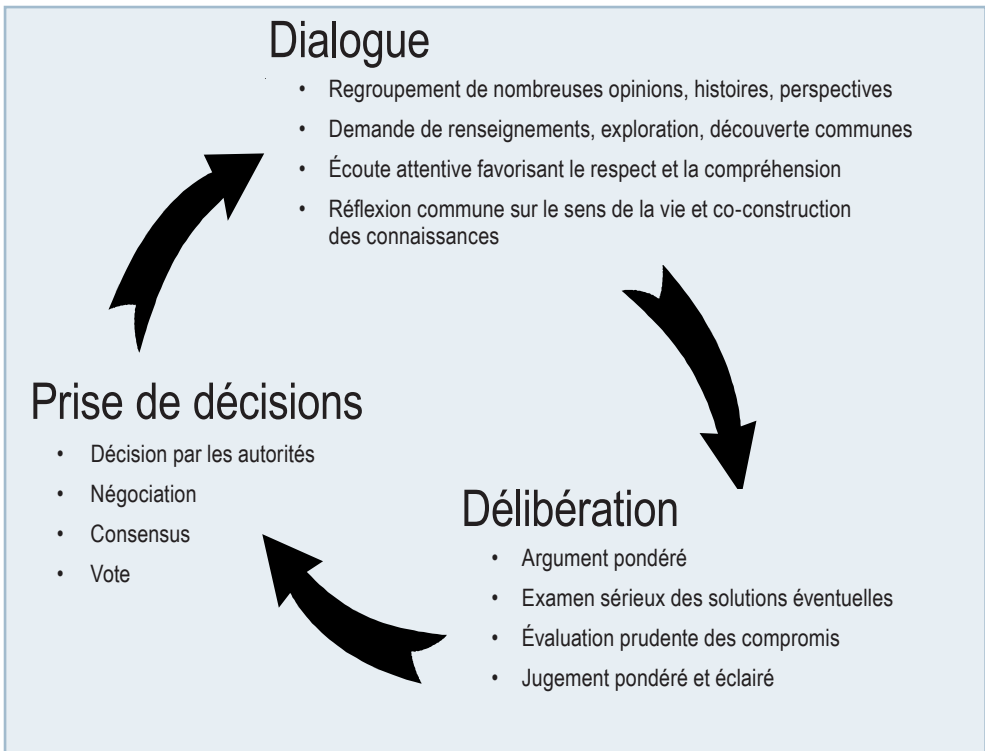 Dialogue
• Regroupement de nombreuses opinions, histoires, perspectives
• Demande de renseignements, exploration, découverte communes
• Écoute attentive favorisant le respect et la compréhension
• Réflexion commune sur le sens de la vie et co-construction
des connaissances
Délibération
• Argument pondéré
• Examen sérieux des solutions éventuelles
• Évaluation prudente des compromis
• Jugement pondéré et éclairé
Prise de décisions
• Décision par les autorités
• Négociation
• Consensus
• Vote